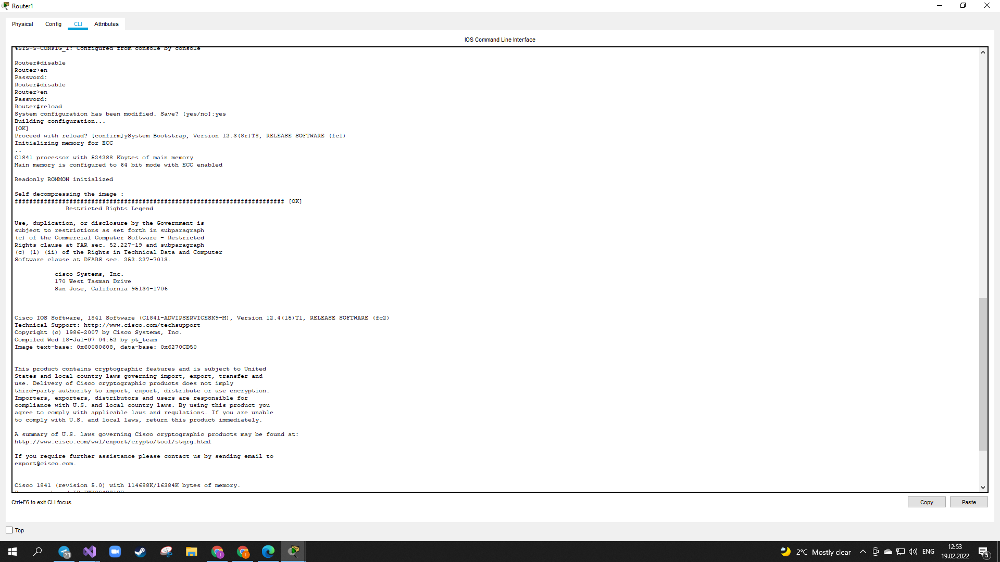 Router1
Physical
Config
CLI
Attributes
IOS Command Line Interface
%SYS-5-CONFIG_I: Configured from console by console
Router#disable
Router>en
Password:
Router#disable
Router>en
Password:
Router#reload
System configuration has been modified. Save? [yes/no]:yes
Building configuration...
[OK]
Proceed with reload? [confirm]ySystem Bootstrap, Version 12.3(8r)T8, RELEASE SOFTWARE (fc1)
Initializing memory for ECC
..
C1841 processor with 524288 Kbytes of main memory
Main memory is configured to 64 bit mode with ECC enabled
Readonly ROMMON initialized
Self decompressing the image :
########################################################################## [OK]
Restricted Rights Legend
Use, duplication, or disclosure by the Government is
subject to restrictions as set forth in subparagraph
(c) of the Commercial Computer Software - Restricted
Rights clause at FAR sec. 52.227-19 and subparagraph
(c) (1) (ii) of the Rights in Technical Data and Computer
Software clause at DFARS sec. 252.227-7013.
cisco Systems, Inc.
170 West Tasman Drive
San Jose, California 95134-1706
Cisco IOS Software, 1841 Software (C1841-ADVIPSERVICESK9-M), Version 12.4(15)T1, RELEASE SOFTWARE (fc2)
Technical Support: http://www.cisco.com/techsupport
Copyright (c) 1986-2007 by Cisco Systems, Inc.
Compiled Wed 18-Jul-07 04:52 by pt_team
Image text-base: 0x60080608, data-base: 0x6270CD50
This product contains cryptographic features and is subject to United
States and local country laws governing import, export, transfer and
use. Delivery of Cisco cryptographic products does not imply
third-party authority to import, export, distribute or use encryption.
Importers, exporters, distributors and users are responsible for
compliance with U.S. and local country laws. By using this product you
agree to comply with applicable laws and regulations. If you are unable
to comply with U.S. and local laws, return this product immediately.
A summary of U.S. laws governing Cisco cryptographic products may be found at:
http://www.cisco.com/wwl/export/crypto/tool/stqrg.html
If you require further assistance please contact us by sending email to
export@cisco.com.
Cisco 1841 (revision 5.0) with 114688K/16384K bytes of memory.
Ctrl+F6 to exit CLI focus
Copy
Paste
Top
23
2°C Mostly clear
ENG
12:53
19.02.2022
5